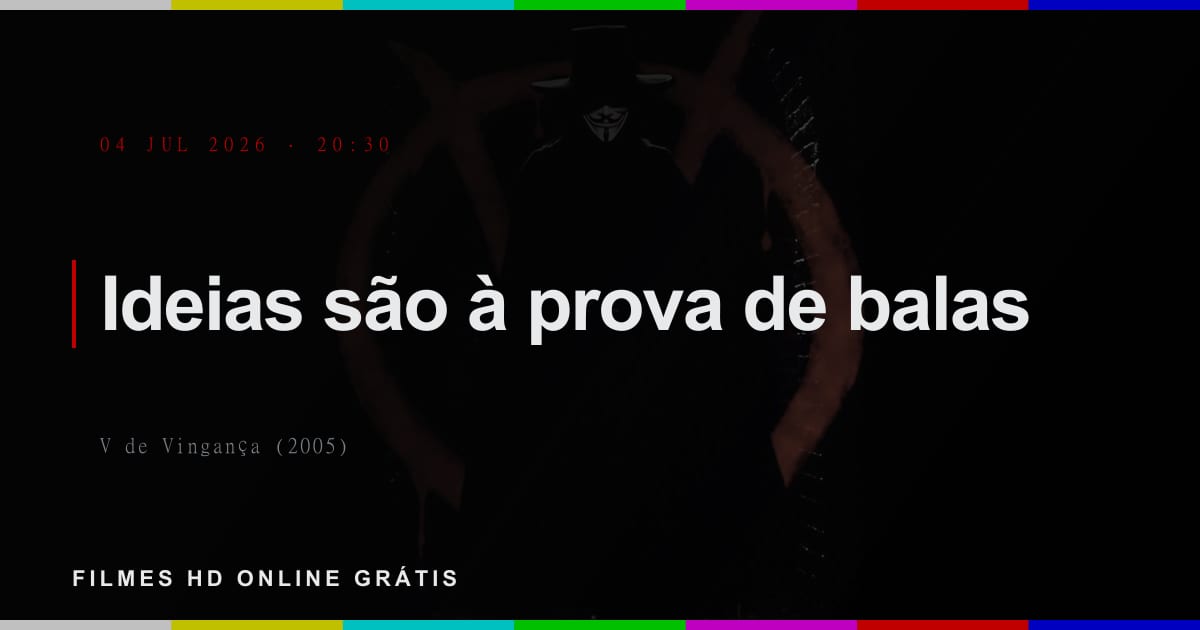 04 JUL 2026 · 20:30
Ideias são à prova de balas
V de Vingança (2005)
FILMES HD ONLINE GRÁTIS